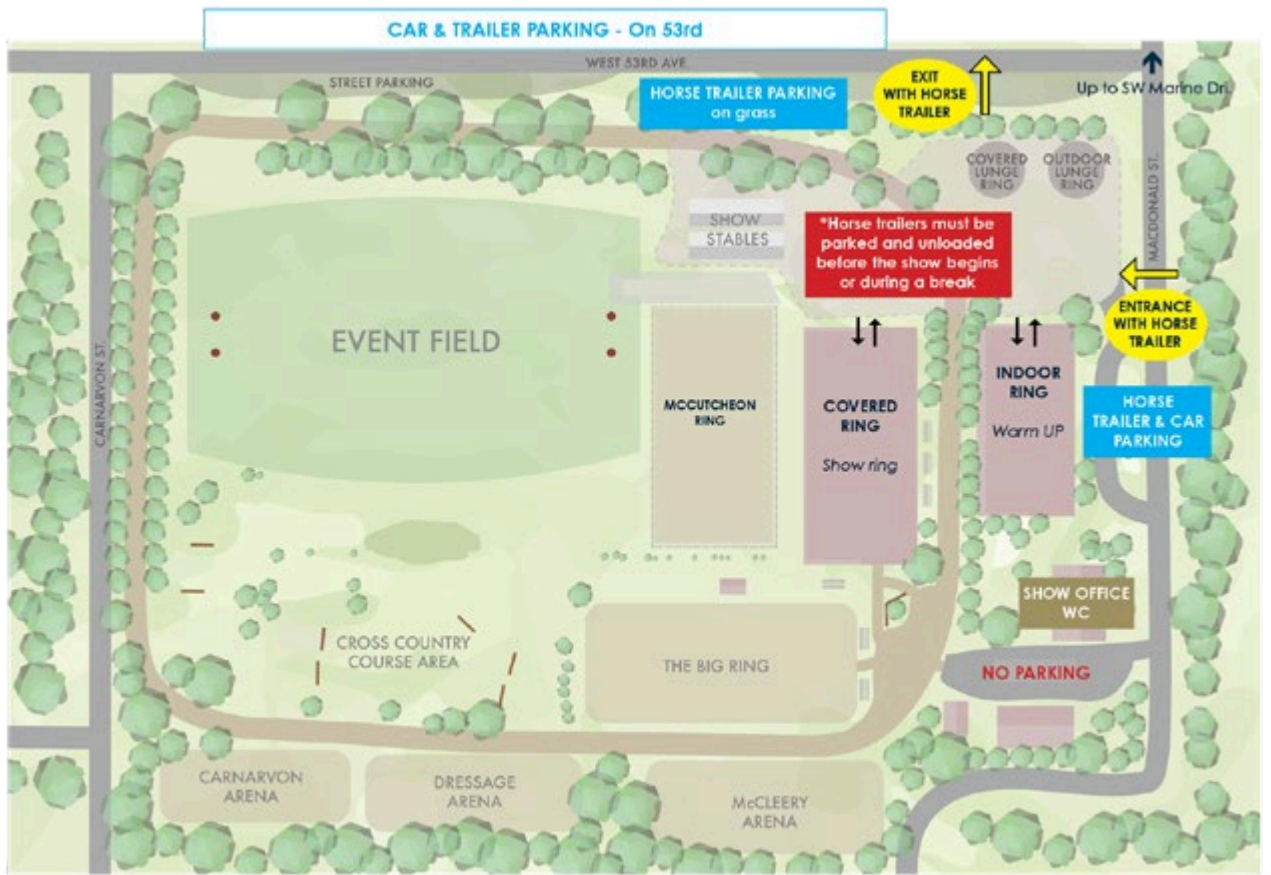 CAR & TRAILER PARKING - On 53rd
WEST 53RD AVE.
STREET PARKING
HORSE TRAILER PARKING
on grass
EXIT
WITH HORSE
TRAILER
Up to SW Marine Dri.
COVERED
LUNGE
RING
OUTDOOR
LUNGE
RING
MACDONALD ST.
SHOW
STABLES
*Horse trailers must be
parked and unloaded
before the show begins
or during a break
ENTRANCE
WITH HORSE
TRAILER
EVENT FIELD
CARNARVON ST.
MCCUTCHEON
RING
COVERED
RING
Show ring
INDOOR
RING
Warm UP
HORSE
TRAILER & CAR
PARKING
SHOW OFFICE
WC
CROSS COUNTRY
COURSE AREA
THE BIG RING
NO PARKING
CARNARVON
ARENA
DRESSAGE
ARENA
McCLEERY
ARENA